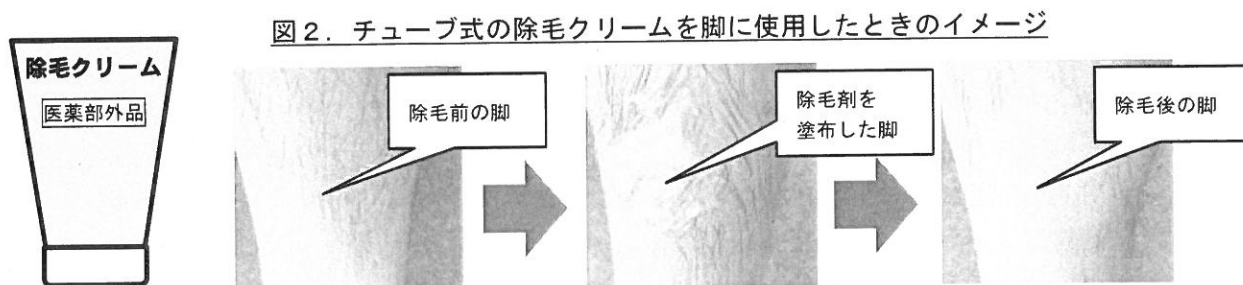 図２．チューブ式の除毛クリームを脚に使用したときのイメージ
除毛クリーム
医薬部外品
除毛前の脚
除毛剤を
塗布した脚
除毛後の脚